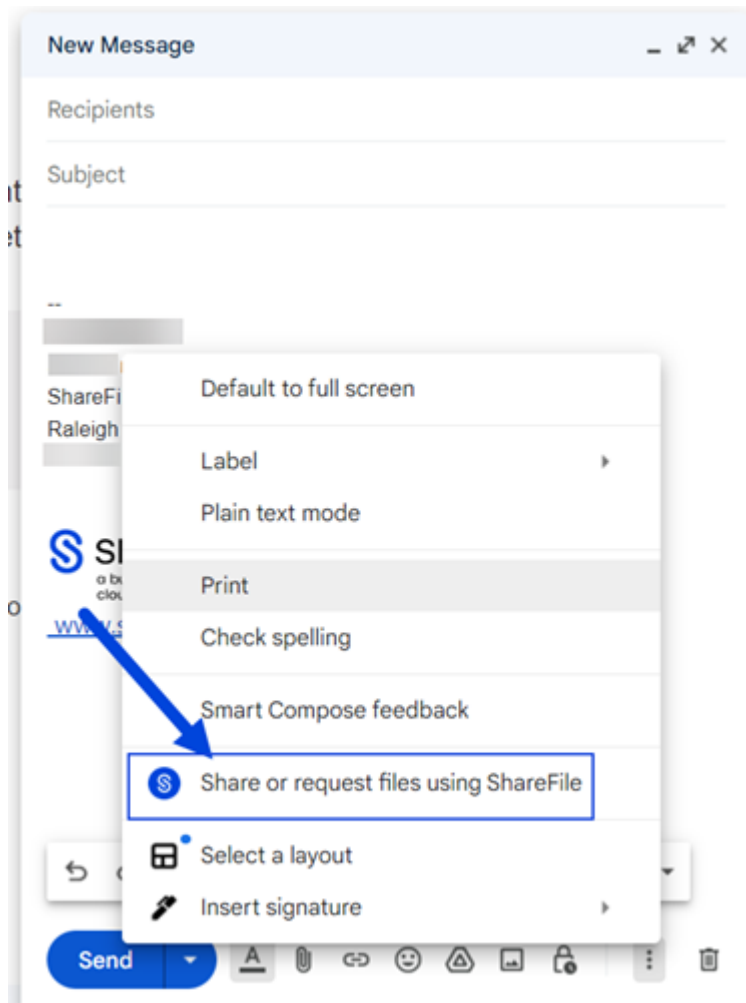 New Message
Recipients
Subject
--
ShareFi
Raleigh
Default to full screen
Label
Plain text mode
Print
Check spelling
Smart Compose feedback
Share or request files using ShareFile
Select a layout
Insert signature
Send